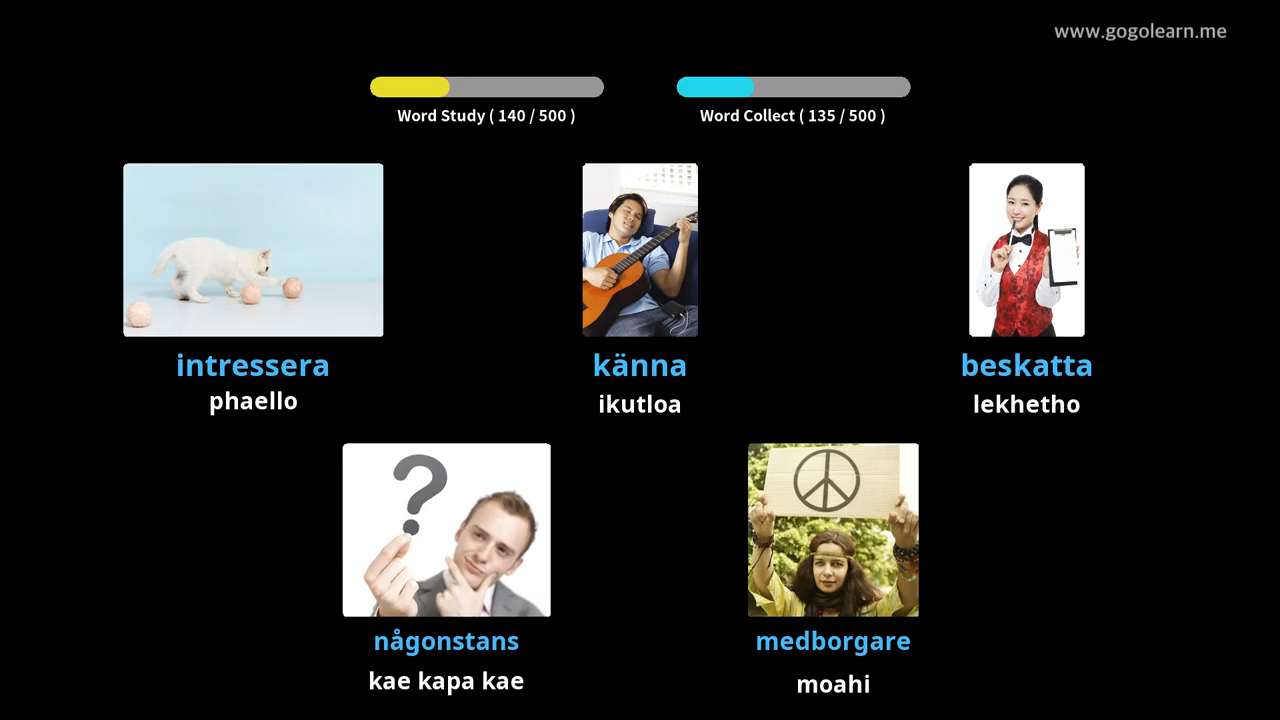 www.gogolearn.me
Word Study ( 140 / 500 )
Word Collect ( 135 / 500 )
intressera
phaello
känna
ikutloa
beskatta
lekhetho
någonstans
kae kapa kae
medborgare
moahi